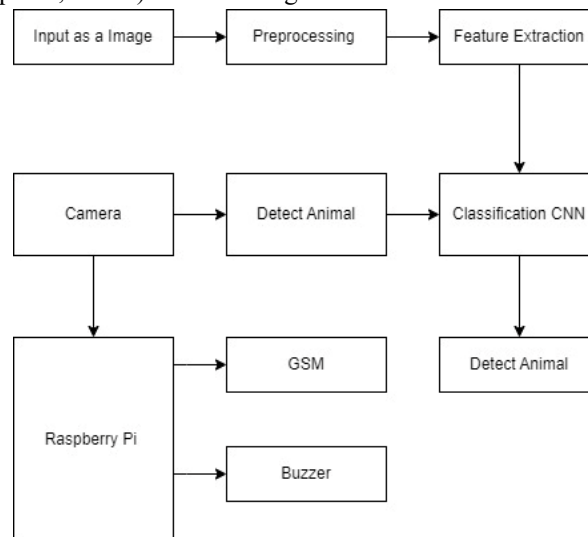 Input as a Image
Preprocessing
Feature Extraction
Camera
Detect Animal
Classification CNN
GSM
Detect Animal
Raspberry Pi
Buzzer